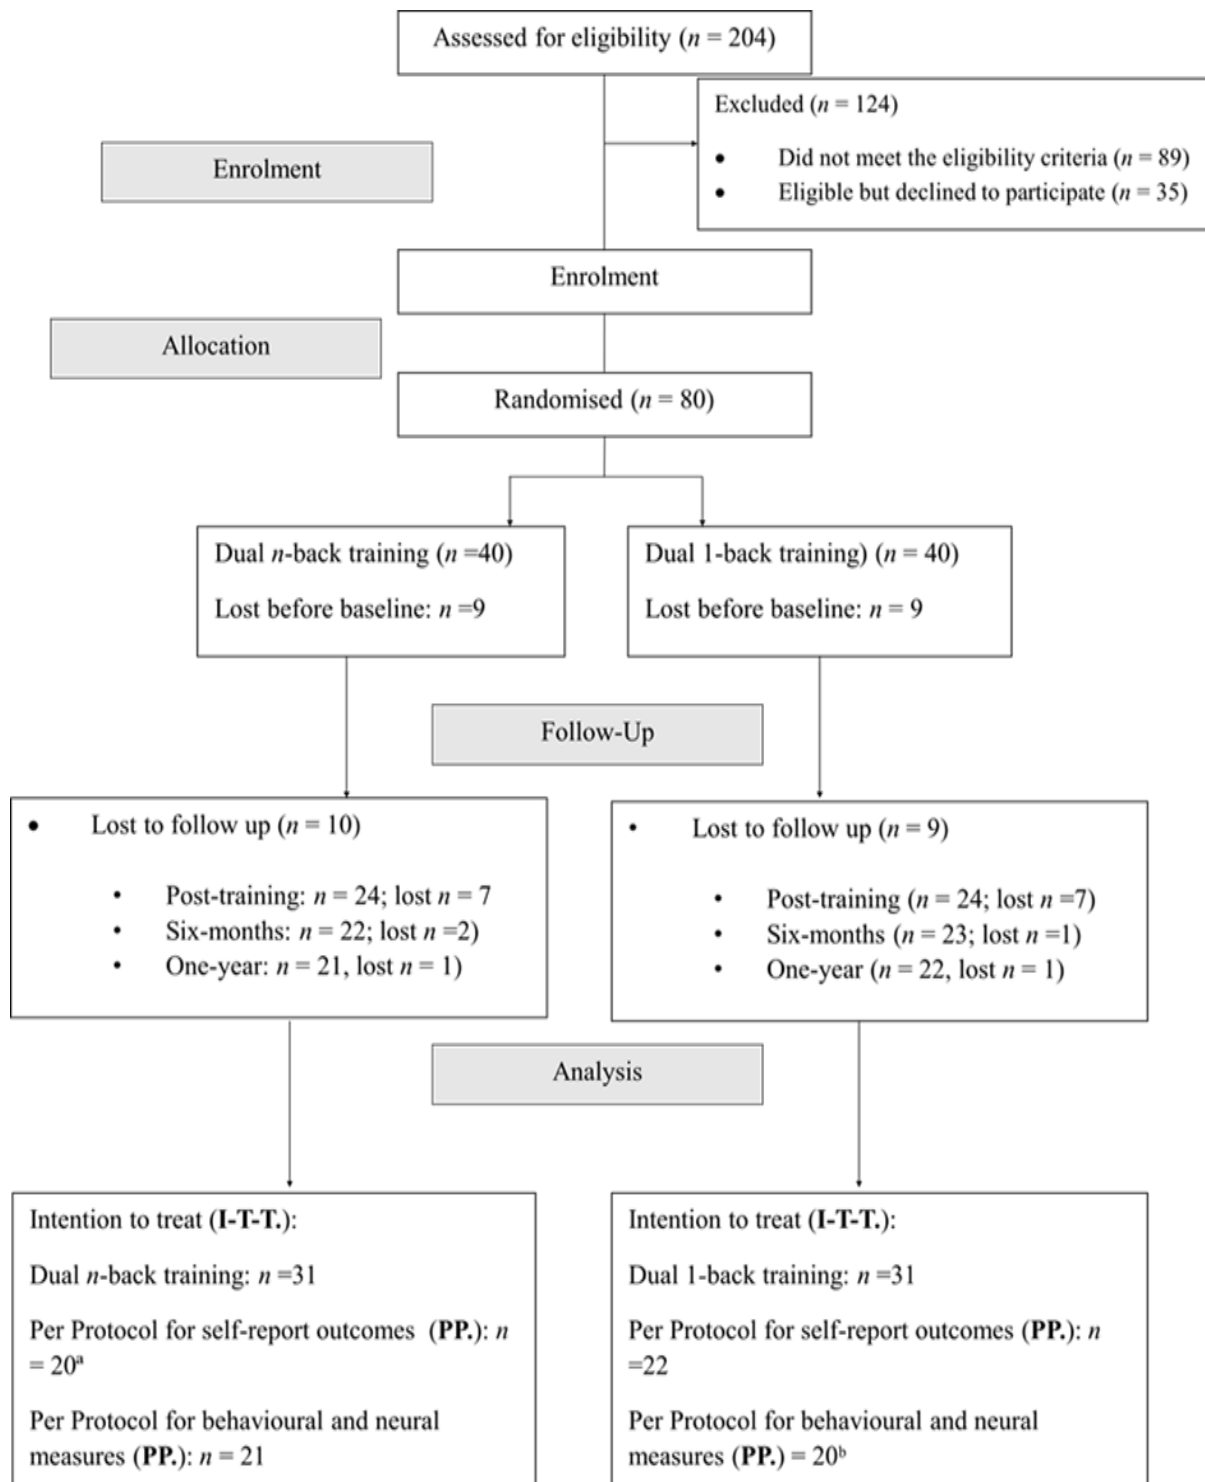 Assessed for eligibility (n = 204)
Excluded (n = 124)
• Did not meet the eligibility criteria (n = 89)
• Eligible but declined to participate (n = 35)
Enrolment
Enrolment
Allocation
Randomised (n = 80)
Dual n-back training (n =40)
Lost before baseline: n =9
Dual 1-back training) (n = 40)
Lost before baseline: n = 9
Follow-Up
• Lost to follow up (n = 10)
• Post-training: n = 24; lost n = 7
• Six-months: n = 22; lost n =2)
• One-year: n = 21, lost n = 1)
• Lost to follow up (n = 9)
• Post-training (n = 24; lost n =7)
• Six-months (n = 23; lost n =1)
• One-year (n = 22, lost n = 1)
Analysis
Intention to treat (I-T-T.):
Dual n-back training: n =31
Per Protocol for self-report outcomes (PP.): n
= 20ª
Per Protocol for behavioural and neural
measures (PP.): n = 21
Intention to treat (I-T-T.):
Dual 1-back training: n =31
Per Protocol for self-report outcomes (PP.): n
=22
Per Protocol for behavioural and neural
measures (PP.) = 20ᵇ